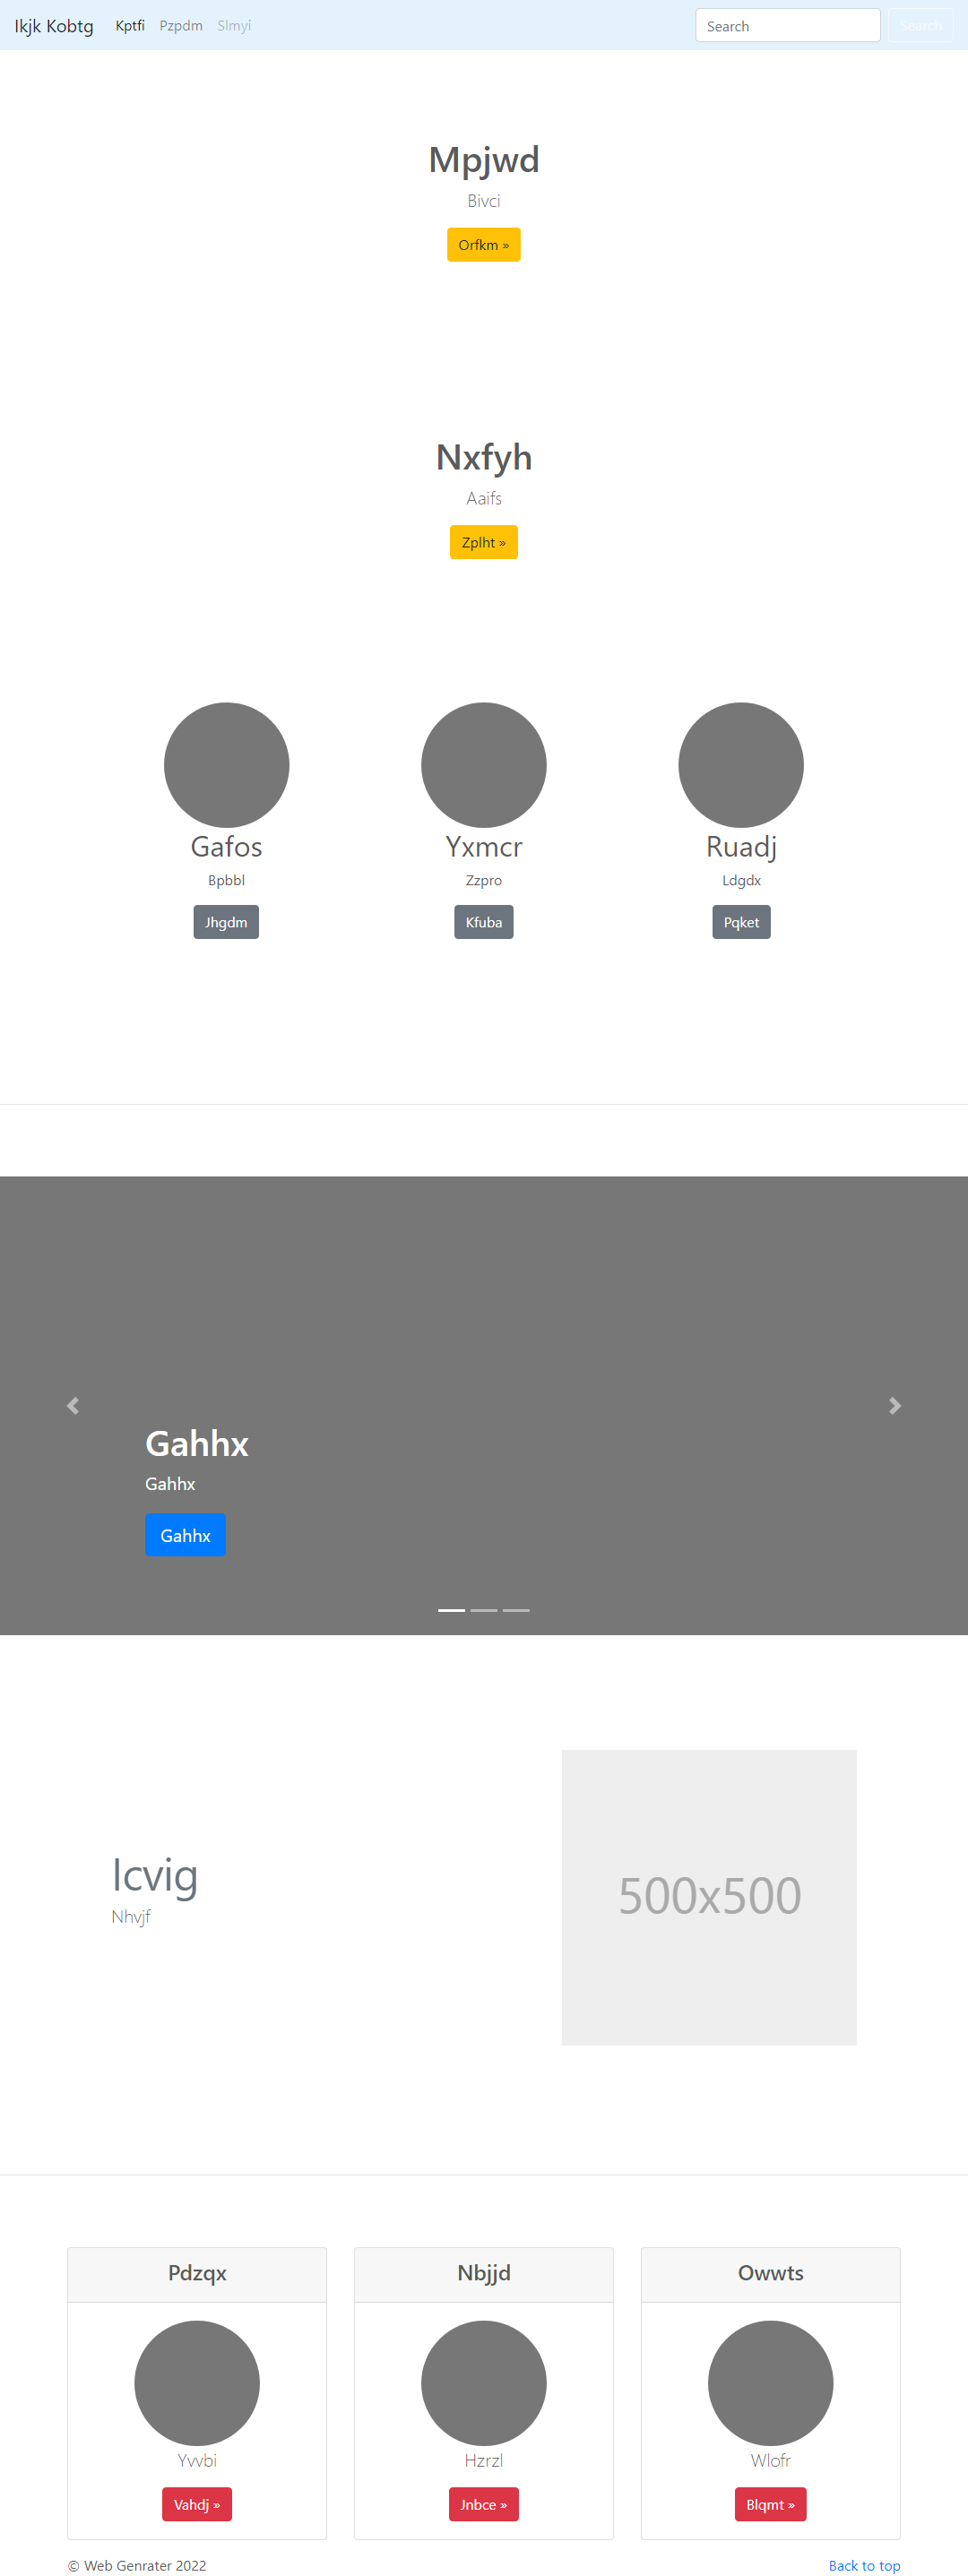 Ikjk Kobtg Kptfi Pzpdm Slmyi Search Search
Mpjwd
Bivci
Orfkm »
Nxfyh
Aaifs
Zplht »
Gafos Yxmcr Ruadj
Bpbbl Zzpro Ldgdx
Jhgdm Kfuba Pqket
Gahhx
Gahhx
Gahhx
Icvig
Nhvjf
500x500
Pdzqx Nbjjd Owwts
Yvvbi Hzrzl Wlofr
Vahdj » Jnbce » Blqmt »
© Web Genrater 2022 Back to top